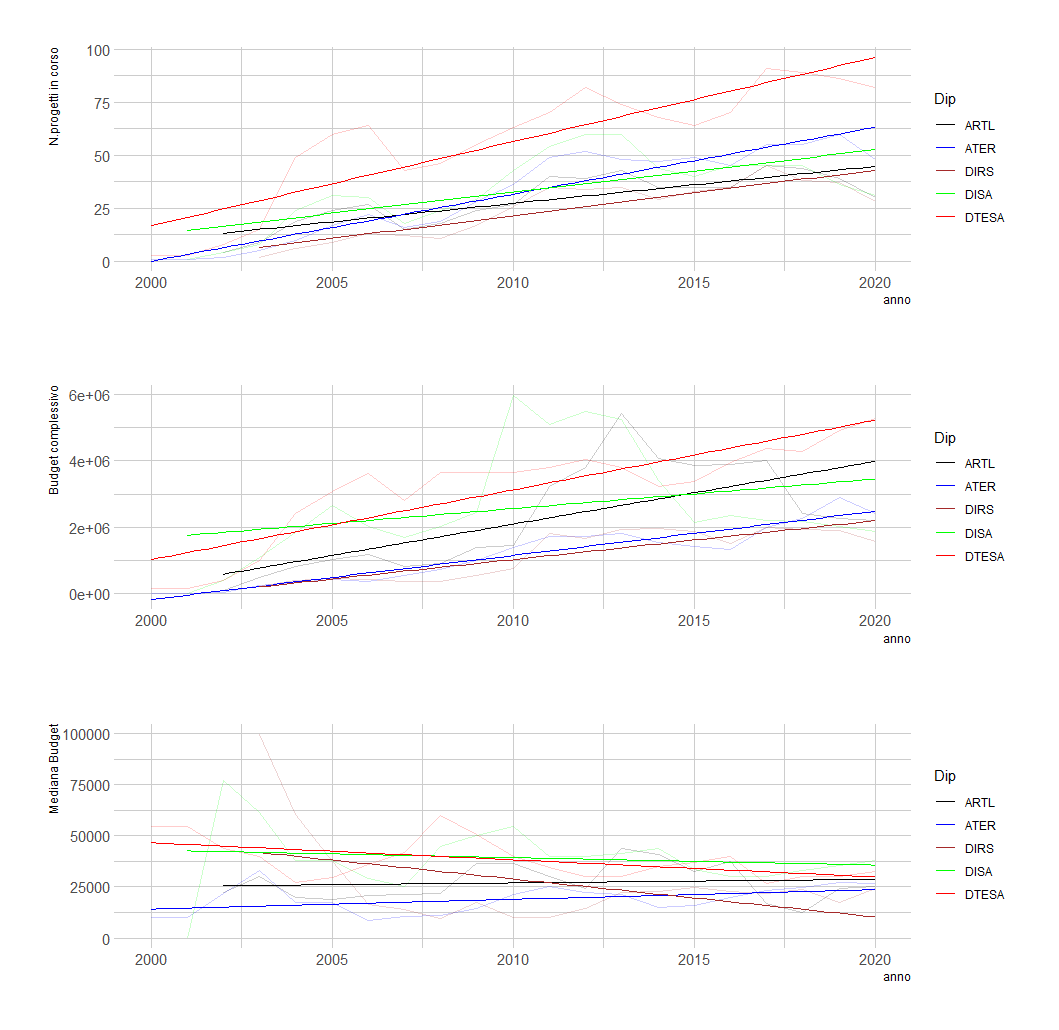 N.progetti in corso
100
75
50
25
0
2000 2005 2010 2015 2020
anno
Dip
ARTL
ATER
DIRS
DISA
DTESA
Budget complessivo
6e+06
4e+06
2e+06
0e+00
2000 2005 2010 2015 2020
anno
Dip
ARTL
ATER
DIRS
DISA
DTESA
Mediana Budget
100000
75000
50000
25000
0
2000 2005 2010 2015 2020
anno
Dip
ARTL
ATER
DIRS
DISA
DTESA